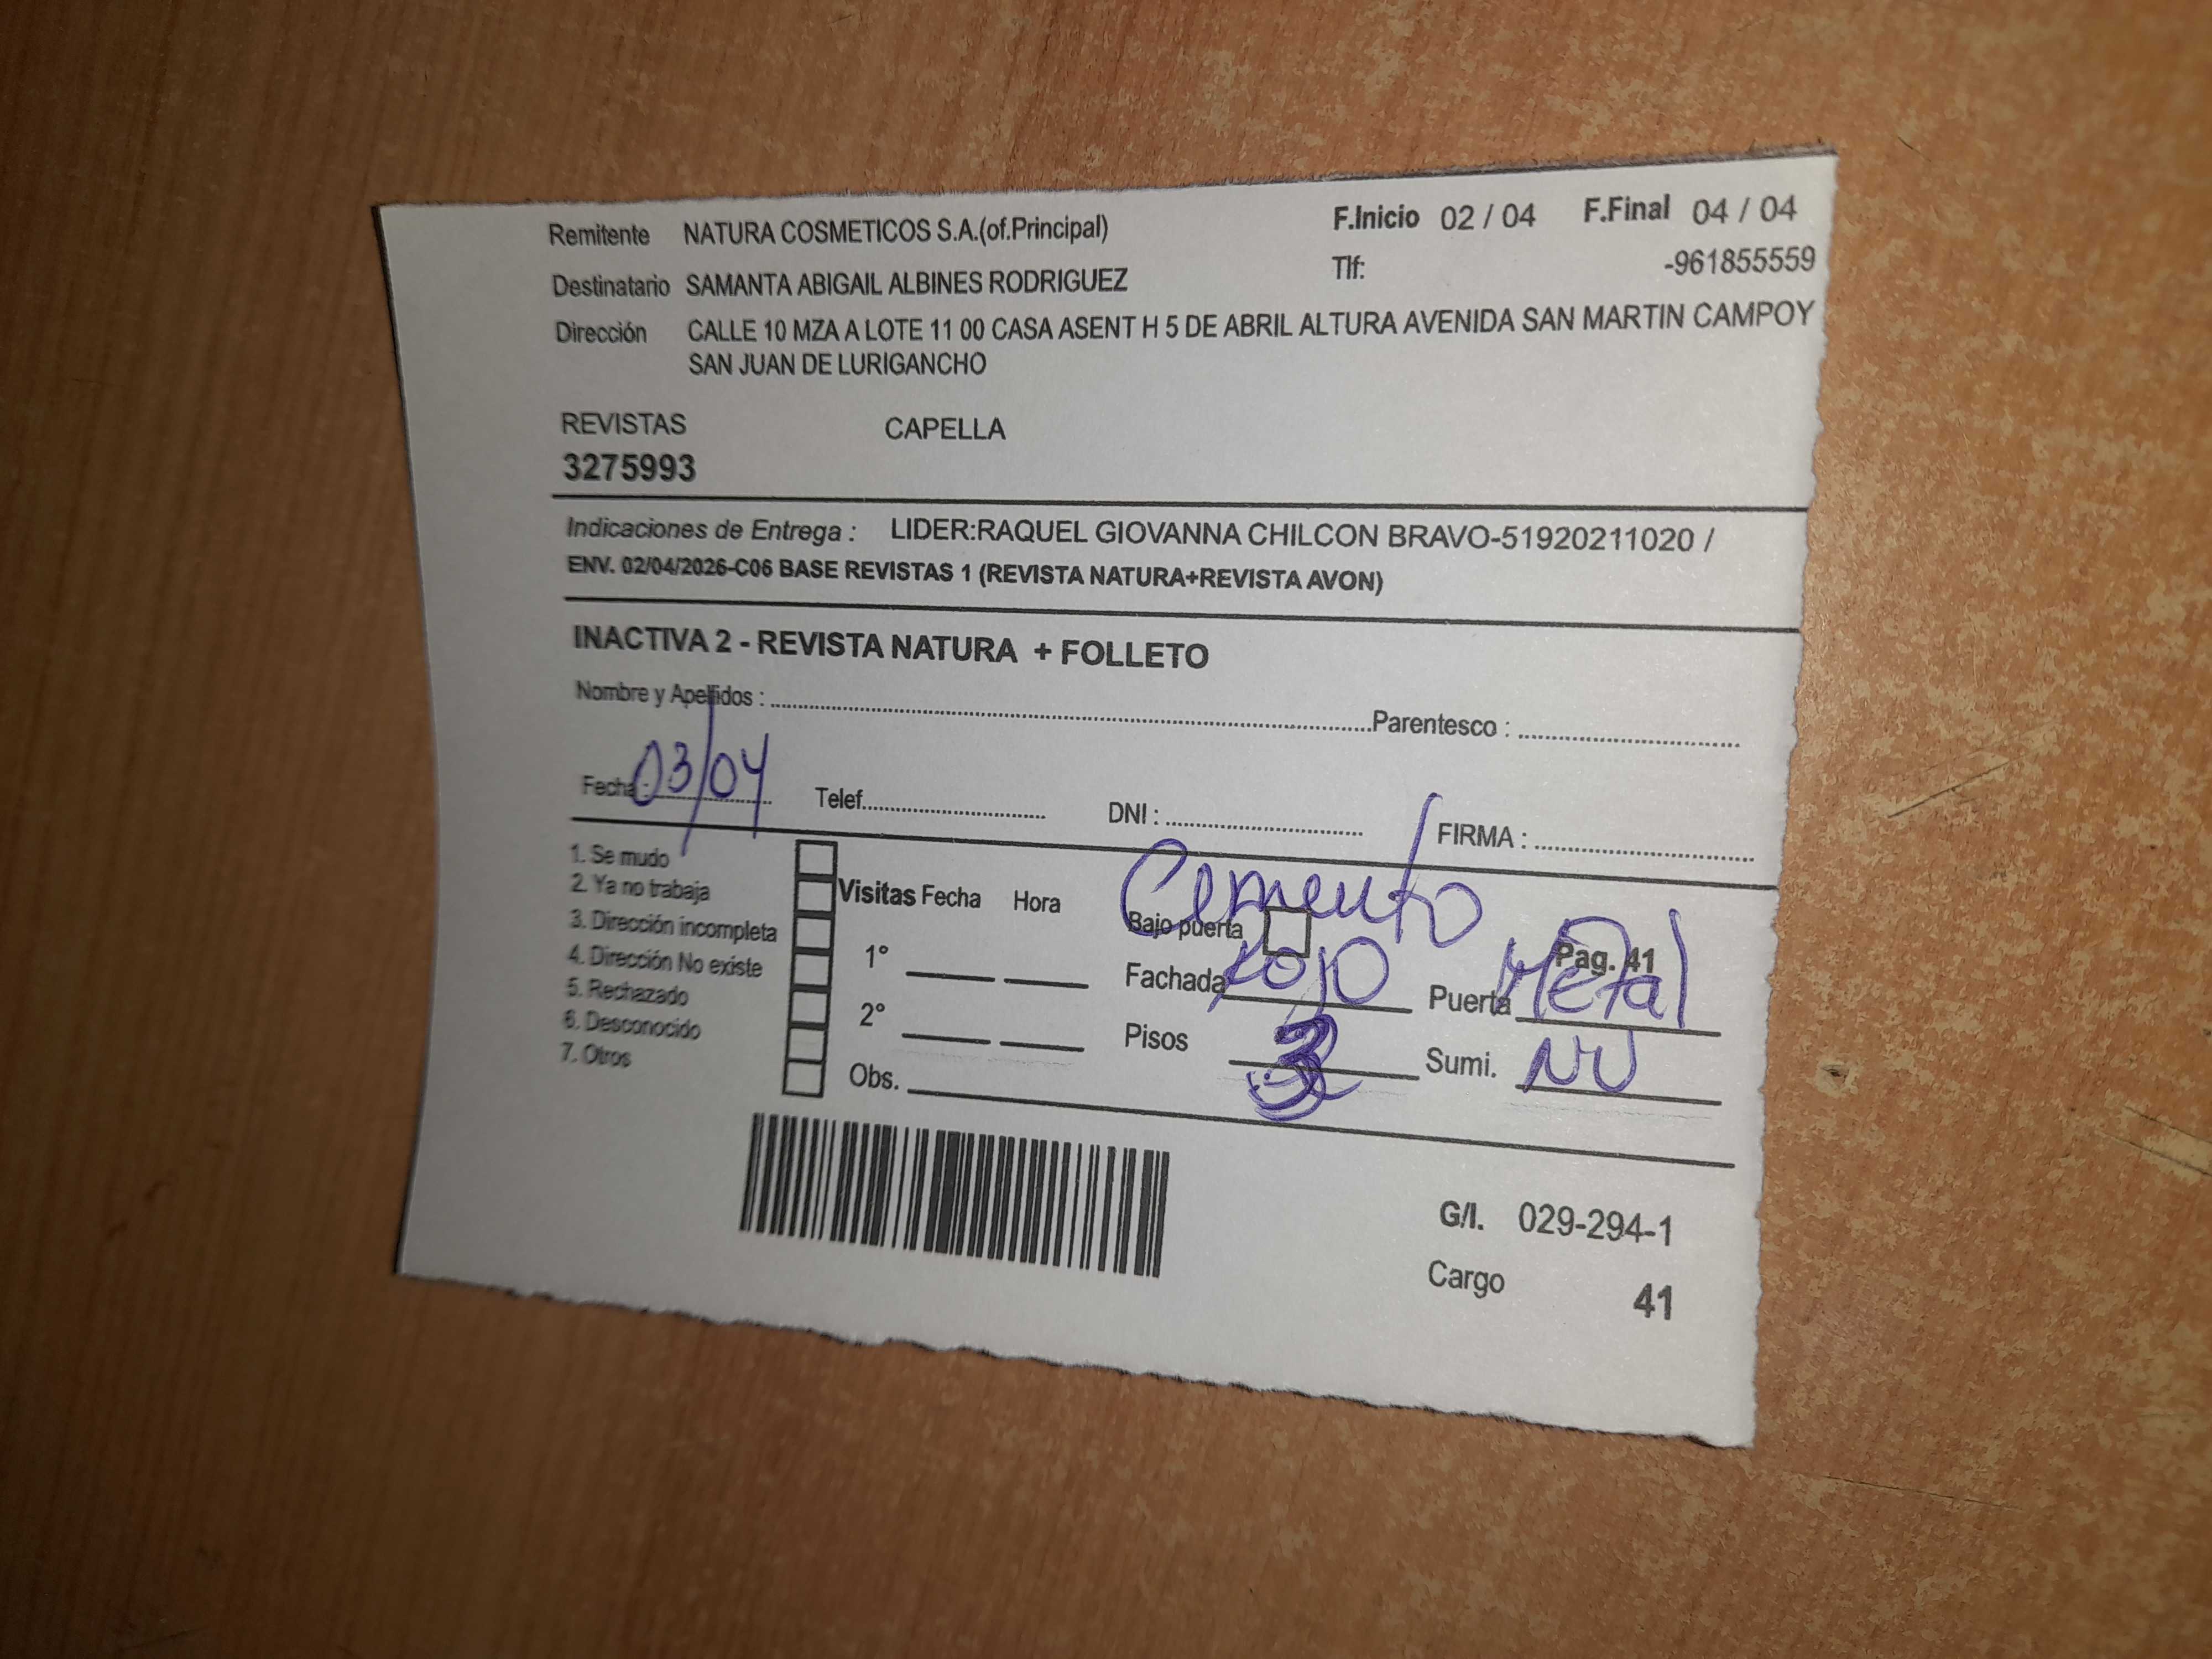 Remitente NATURA COSMETICOS S.A.(of.Principal) F.Inicio 02 / 04 F.Final 04 / 04
Destinatario SAMANTA ABIGAIL ALBINES RODRIGUEZ Tlf: -961855559
Dirección CALLE 10 MZA A LOTE 11 00 CASA ASENT H 5 DE ABRIL ALTURA AVENIDA SAN MARTIN CAMPOY
SAN JUAN DE LURIGANCHO
REVISTAS CAPELLA
3275993
Indicaciones de Entrega : LIDER:RAQUEL GIOVANNA CHILCON BRAVO-51920211020 /
ENV. 02/04/2026-C06 BASE REVISTAS 1 (REVISTA NATURA+REVISTA AVON)
INACTIVA 2 - REVISTA NATURA + FOLLETO
Nombre y Apellidos : Parentesco :
Fecha : 03/04 Telef. DNI : FIRMA :
1. Se mudo
2. Ya no trabaja
3. Dirección incompleta
4. Dirección No existe
5. Rechazado
6. Desconocido
7. Otros
Visitas Fecha Hora
1°
2°
Obs.
Cemento
Bajo puerta Pag. 41
Fachada rojo Puerta Metal
Pisos 3 Sumi.
G/I. 029-294-1
Cargo 41